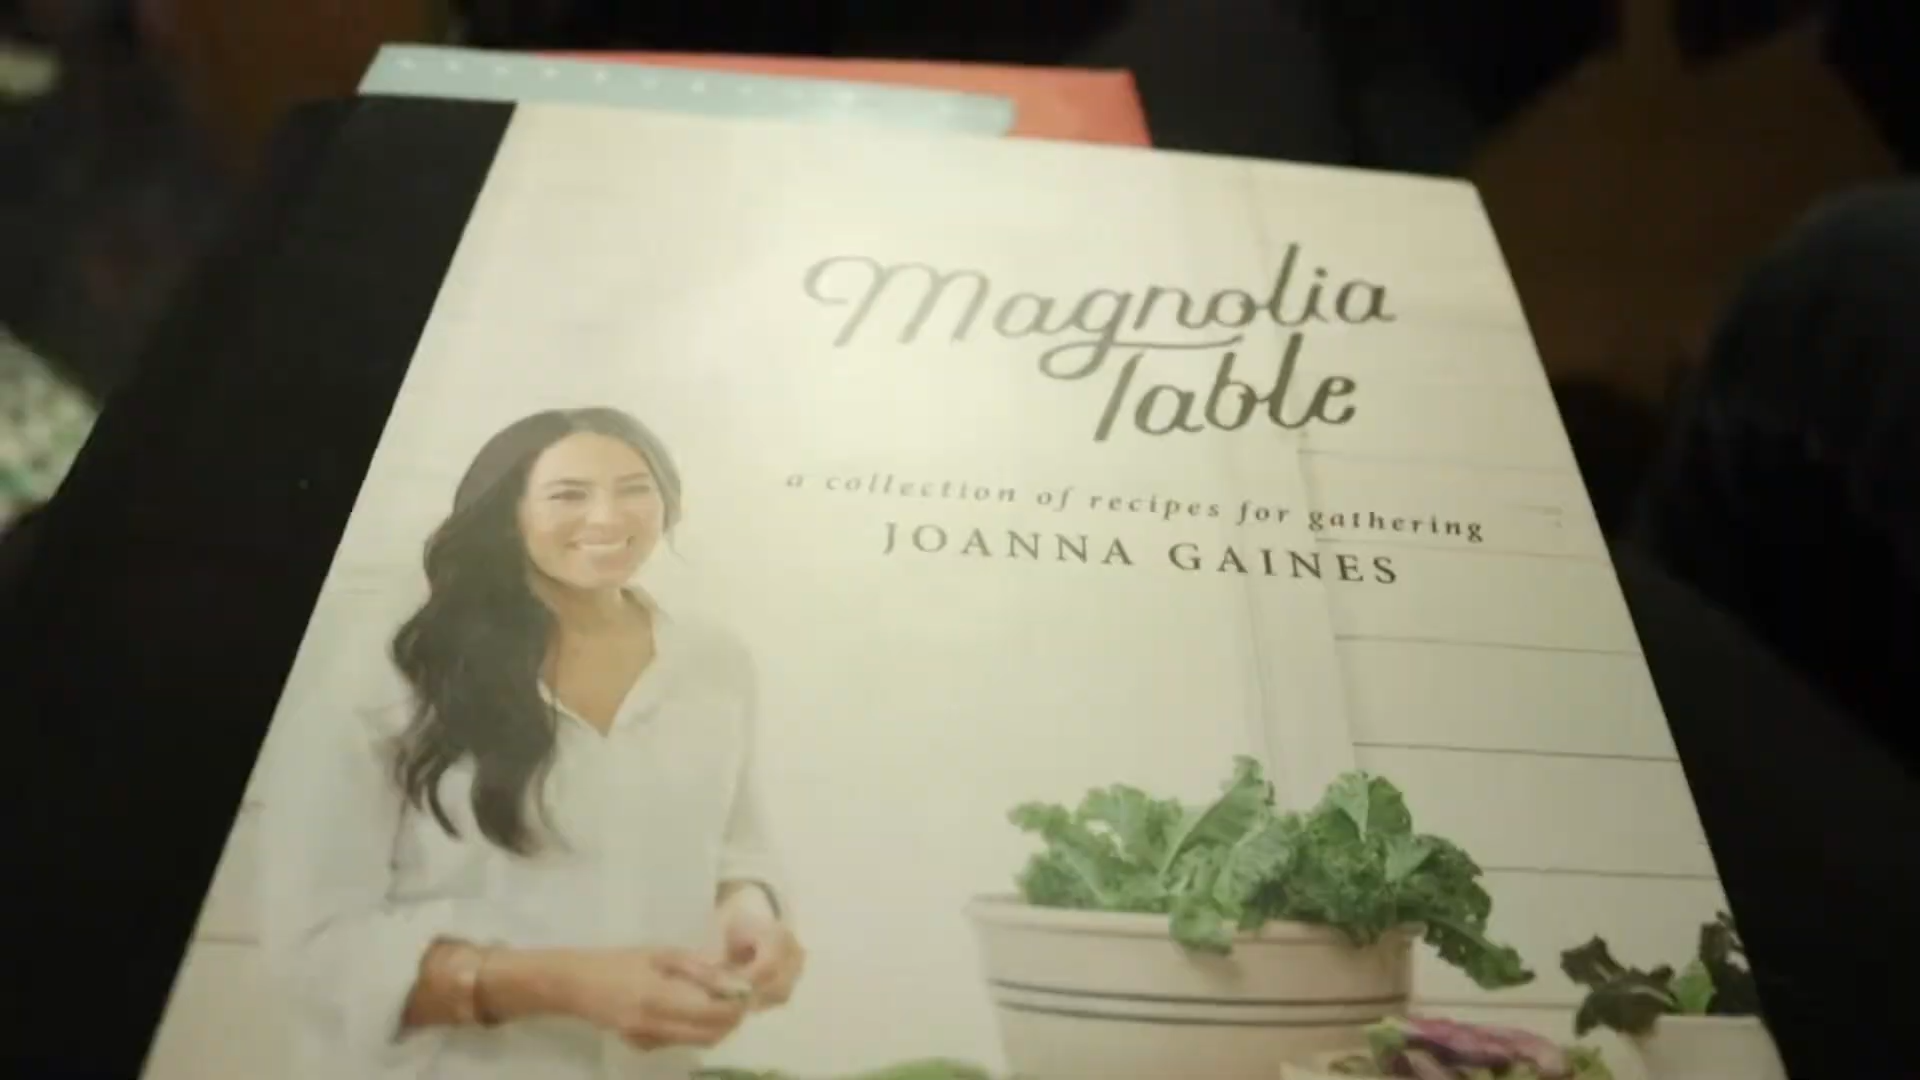 Magnolia
Table
a collection of recipes for gathering
JOANNA GAINES